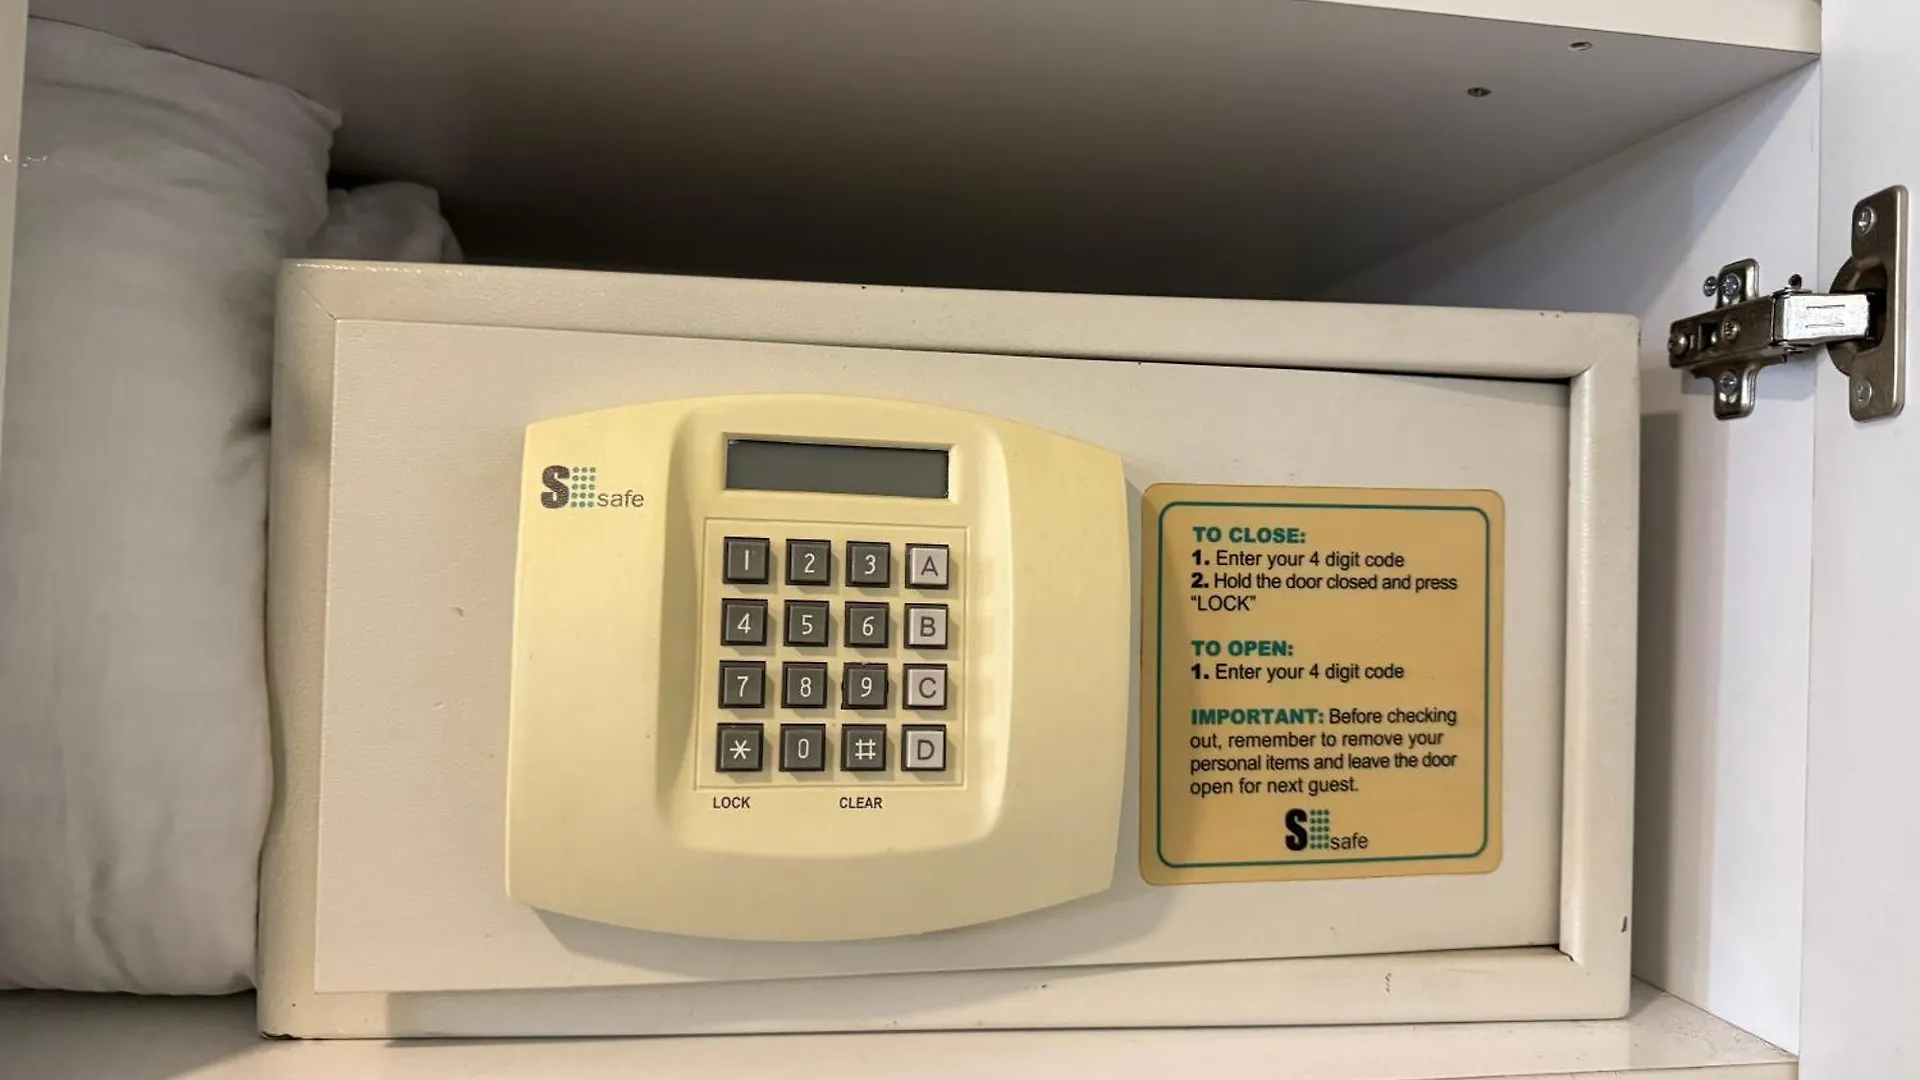 S safe
1 2 3 A
4 5 6 B
7 8 9 C
* 0 # D
LOCK CLEAR
TO CLOSE:
1. Enter your 4 digit code
2. Hold the door closed and press
“LOCK”
TO OPEN:
1. Enter your 4 digit code
IMPORTANT: Before checking
out, remember to remove your
personal items and leave the door
open for next guest.
S safe